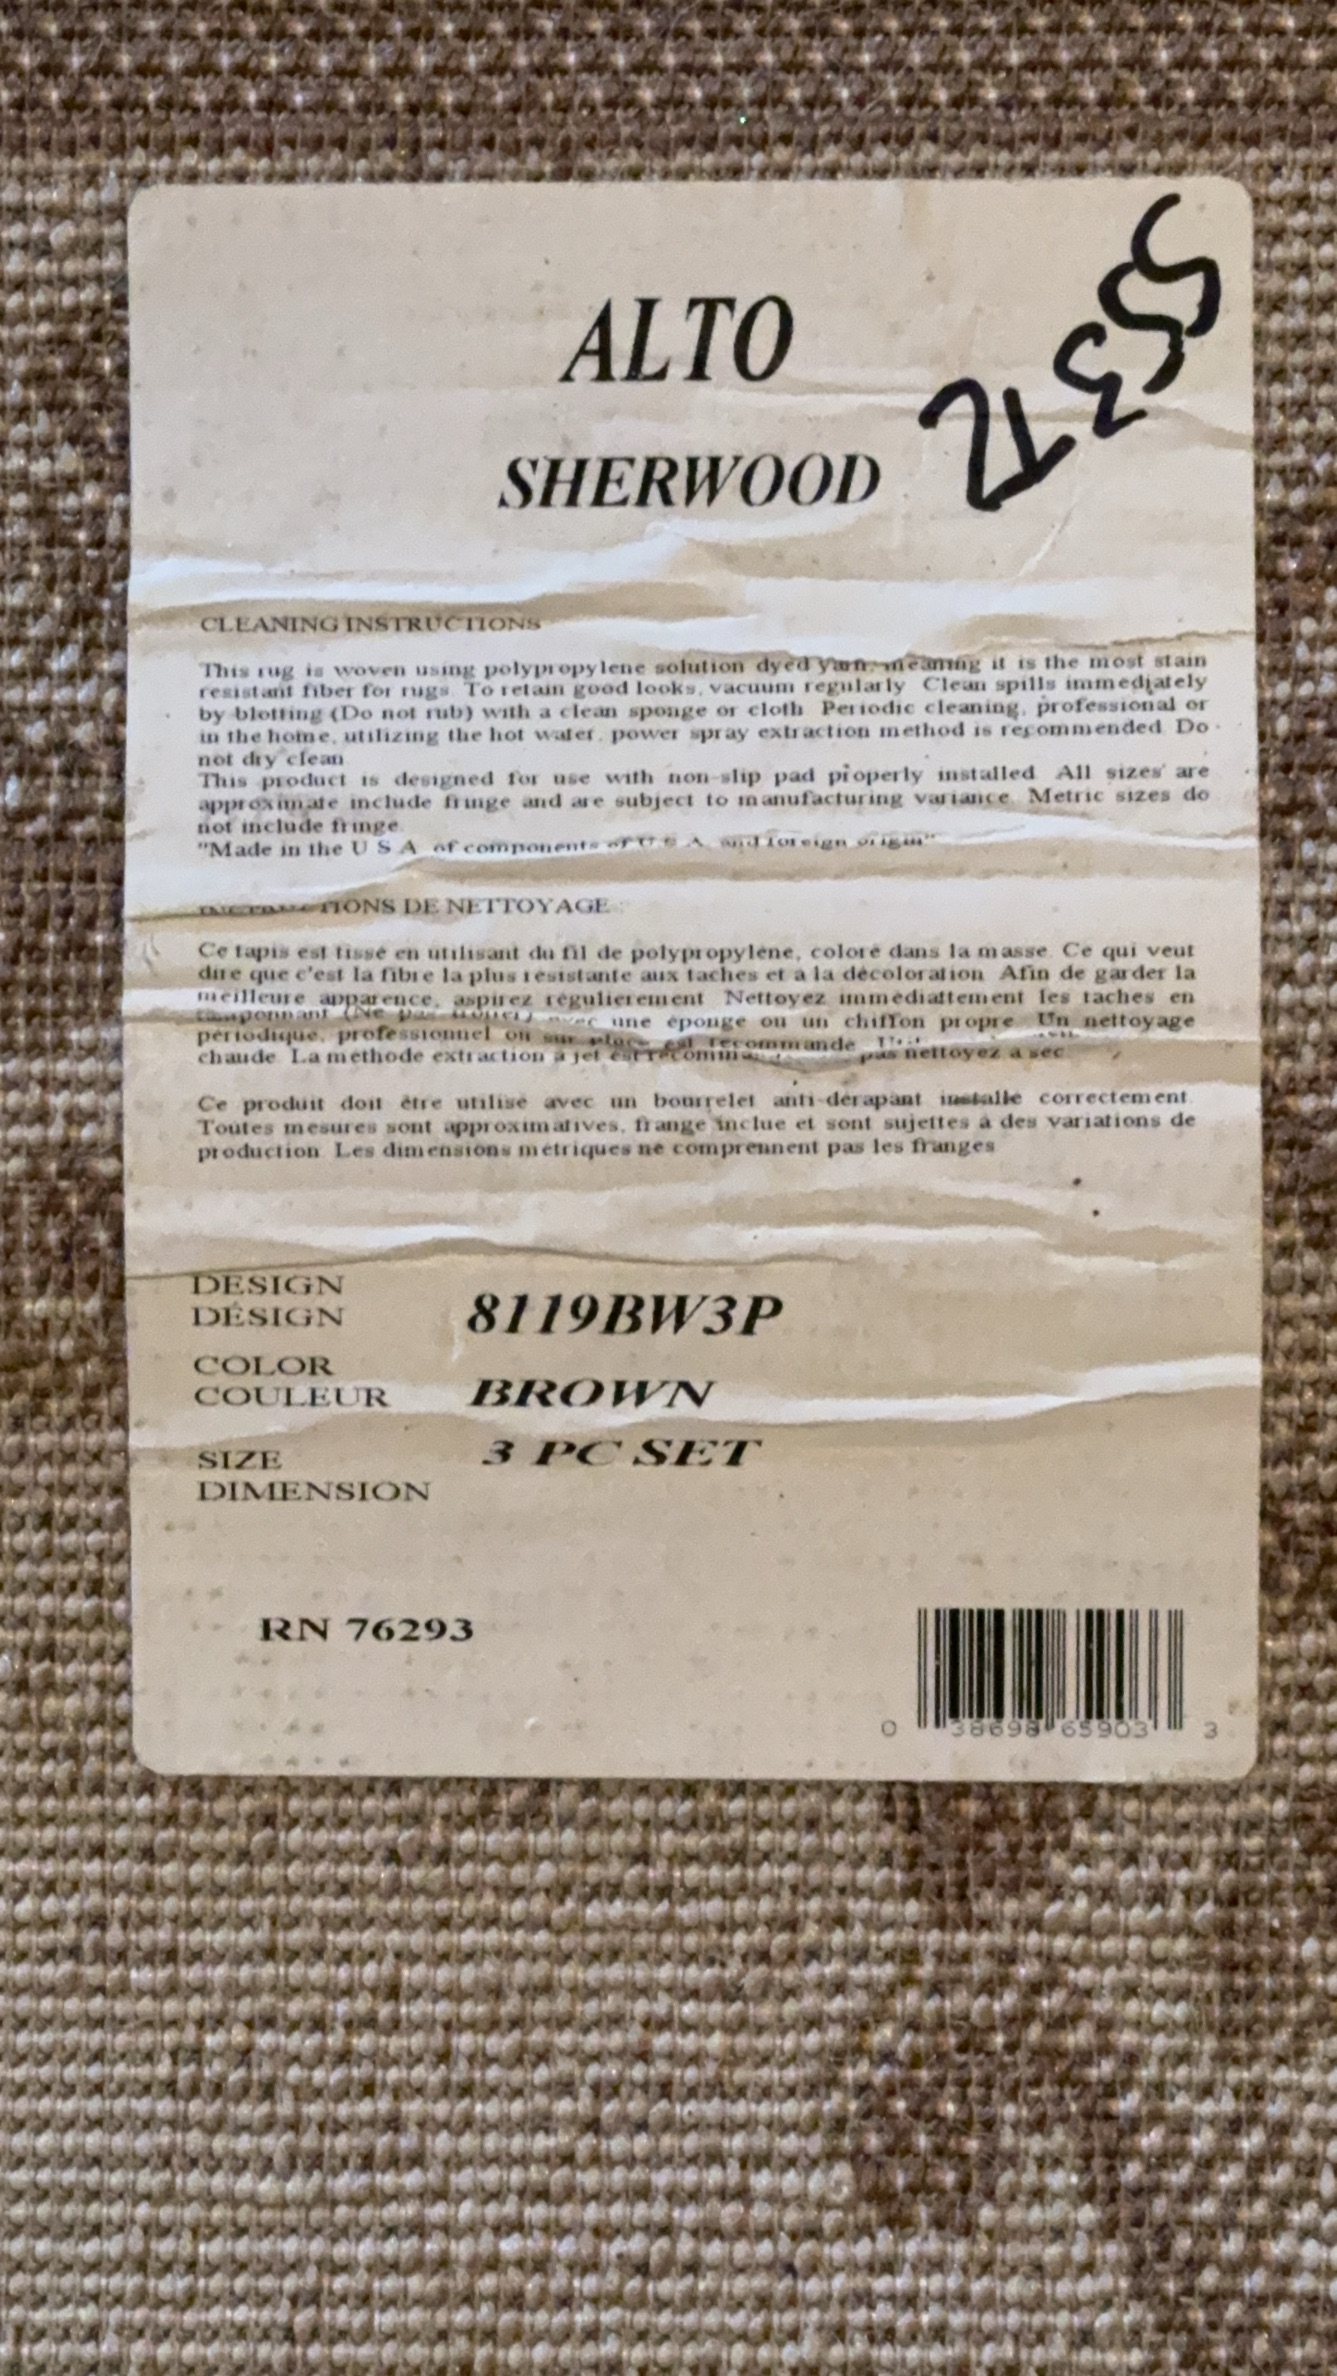 ALTO
SHERWOOD
CLEANING INSTRUCTIONS
This rug is woven using polypropylene solution dyed yarn, meaning it is the most stain
resistant fiber for rugs. To retain good looks, vacuum regularly. Clean spills immediately
by blotting (Do not rub) with a clean sponge or cloth. Periodic cleaning, professional or
in the home, utilizing the hot water, power spray extraction method is recommended. Do
not dry clean.
This product is designed for use with non-slip pad properly installed. All sizes are
approximate include fringe and are subject to manufacturing variance. Metric sizes do
not include fringe.
"Made in the U.S.A. of components of U.S.A. and foreign origin"
DE NETTOYAGE
Ce tapis est tissé en utilisant du fil de polypropylène, coloré dans la masse. Ce qui veut
dire que c'est la fibre la plus résistante aux taches et à la décoloration. Afin de garder la
meilleure apparence, aspirez régulièrement. Nettoyez immédiattement les taches en
tamponnant (Ne pas avec une éponge ou un chiffon propre. Un nettoyage
périodique, professionnel ou sur place est recommandé.
chaude. La méthode extraction à jet est pas nettoyez à sec
Ce produit doit être utilisé avec un bourrelet anti-dérapant installé correctement.
Toutes mesures sont approximatives, frange inclue et sont sujettes à des variations de
production. Les dimensions métriques ne comprennent pas les franges
DESIGN
DÉSIGN 8119BW3P
COLOR
COULEUR BROWN
SIZE 3 PC SET
DIMENSION
RN 76293
0 38698 65903 3